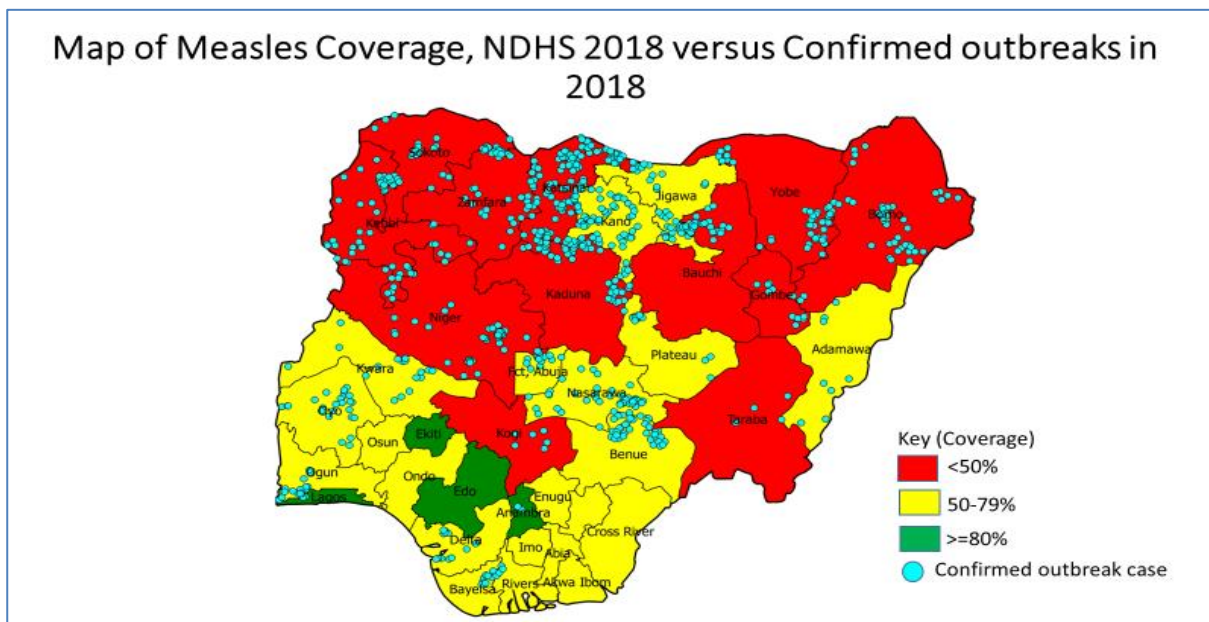 Map of Measles Coverage, NDHS 2018 versus Confirmed outbreaks in
2018
Sokoto
Katsina
Jigawa
Yobe
Zamfara
Kano
Borno
Kebbi
Bauchi
Kaduna
Gombe
Niger
Adamawa
Plateau
Kwara
Fct, Abuja
Nasarawa
Oyo
Taraba
Ekiti
Kogi
Osun
Benue
Key (Coverage)
<50%
Ogun
Ondo
Edo
Lagos
Enugu
50-79%
Anambra
Cross River
Delta
Imo
Abia
>=80%
Bayelsa
Rivers
Akwa Ibom
Confirmed outbreak case